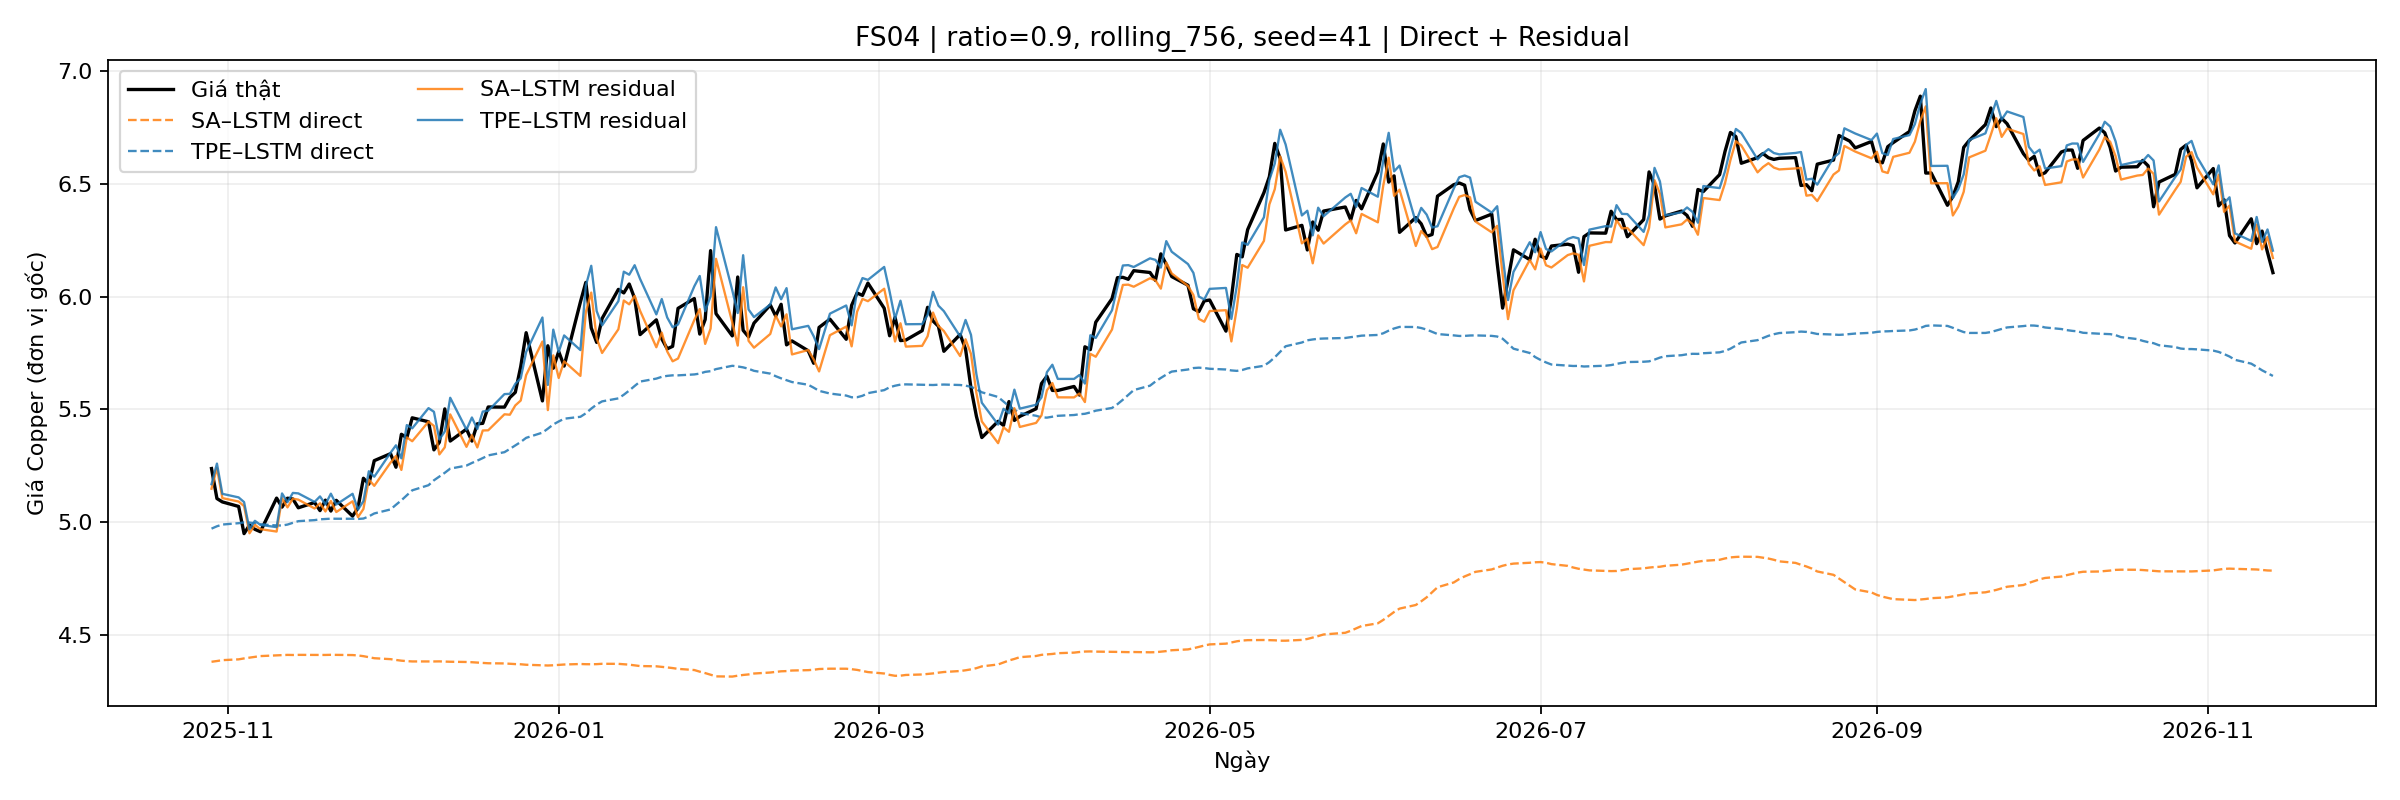 FS04 | ratio=0.9, rolling_756, seed=41 | Direct + Residual
Giá thật
SA–LSTM direct
TPE–LSTM direct
SA–LSTM residual
TPE–LSTM residual
Giá Copper (đơn vị gốc)
7.0
6.5
6.0
5.5
5.0
4.5
2025-11
2026-01
2026-03
2026-05
2026-07
2026-09
2026-11
Ngày